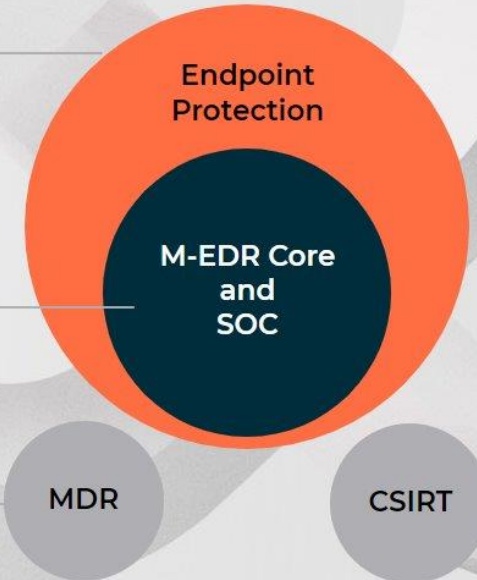 Endpoint
Protection
M-EDR Core
and
SOC
MDR
CSIRT